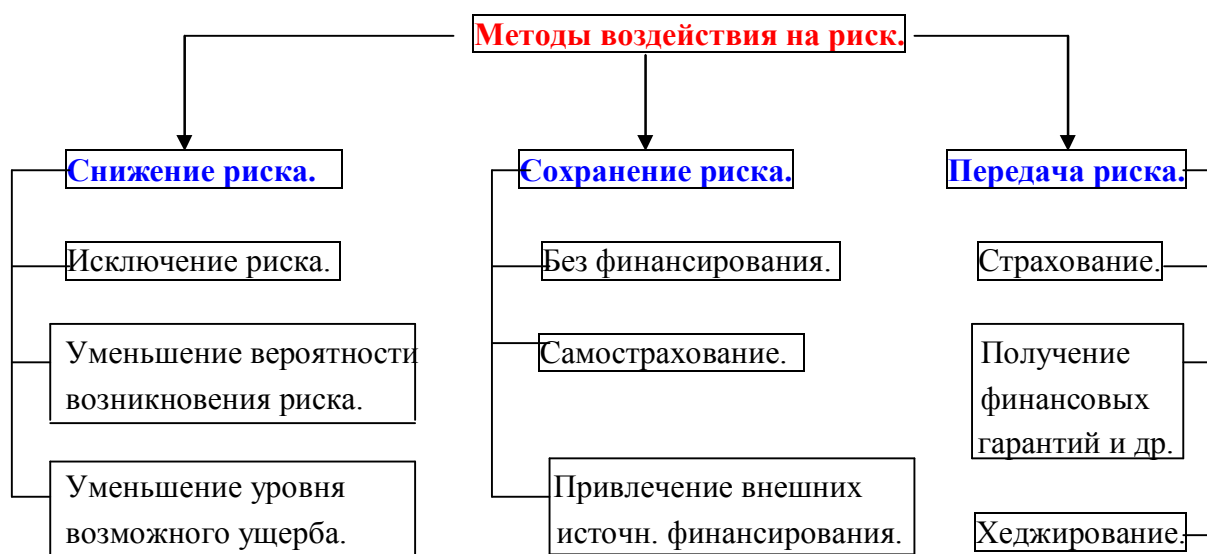 Методы воздействия на риск.
Снижение риска.
Исключение риска.
Уменьшение вероятности
возникновения риска.
Уменьшение уровня
возможного ущерба.
Сохранение риска.
Без финансирования.
Самострахование.
Привлечение внешних
источн. финансирования.
Передача риска.
Страхование.
Получение
финансовых
гарантий и др.
Хеджирование.